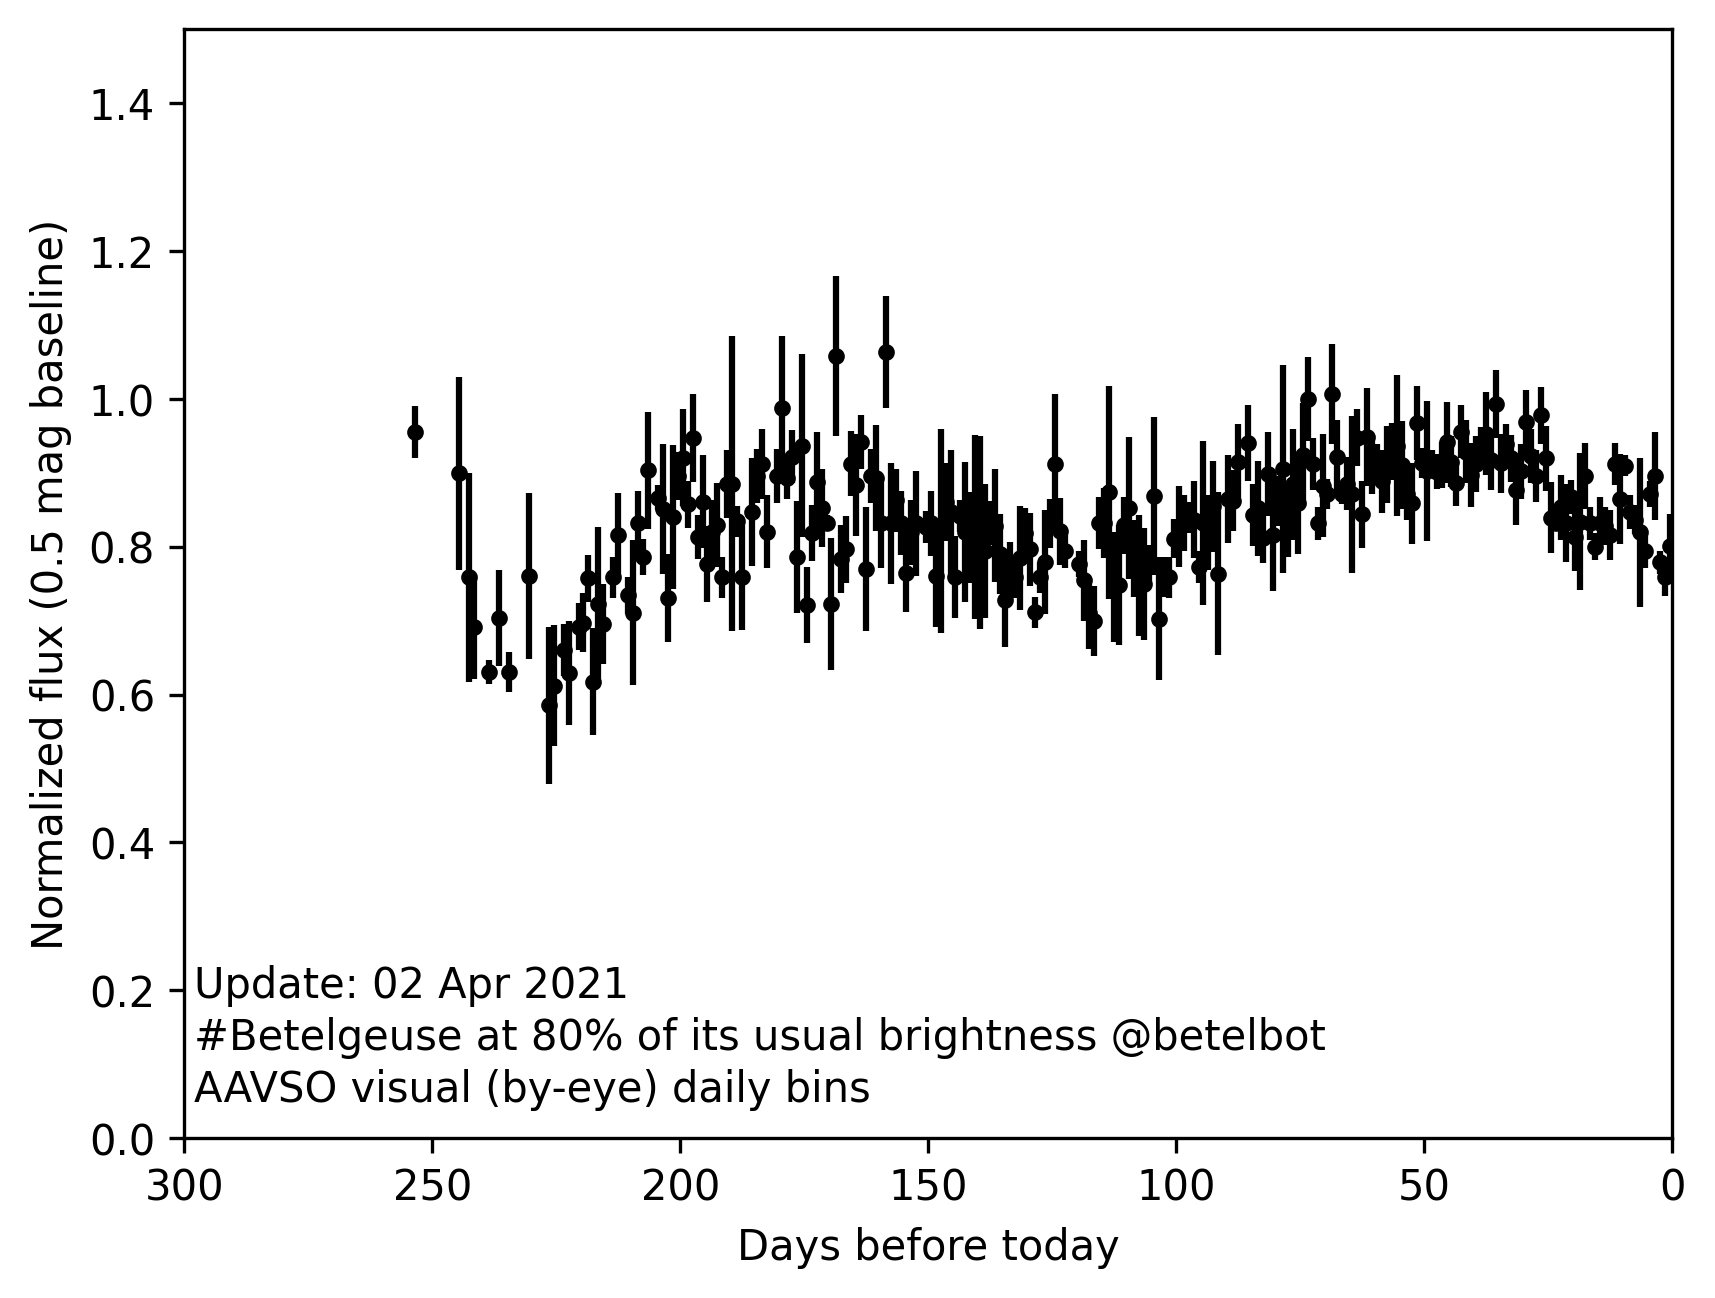 1.4
1.2
1.0
0.8
0.6
0.4
0.2
0.0
Normalized flux (0.5 mag baseline)
Update: 02 Apr 2021
#Betelgeuse at 80% of its usual brightness @betelbot
AAVSO visual (by-eye) daily bins
300 250 200 150 100 50 0
Days before today